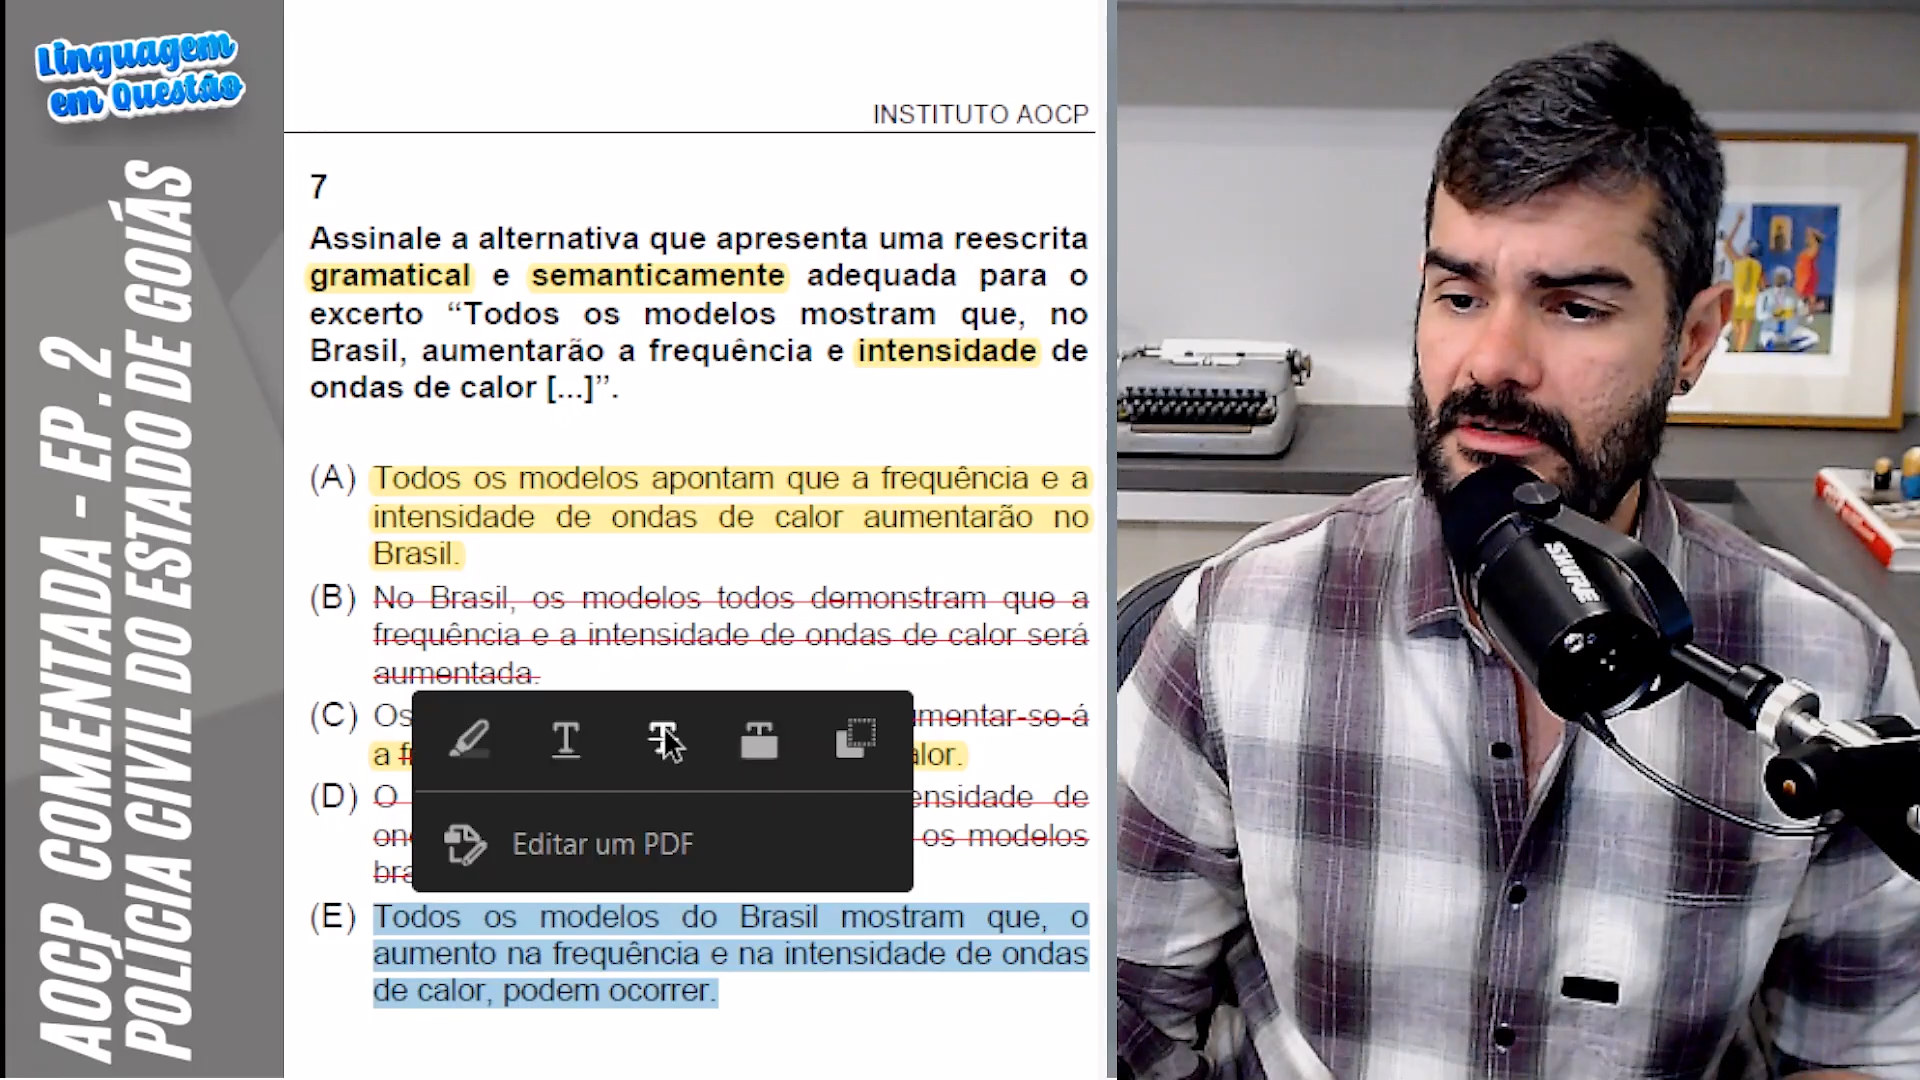 Linguagem
em Questão
AOCP COMENTADA - EP. 2
POLÍCIA CIVIL DO ESTADO DE GOIÁS
INSTITUTO AOCP
7
Assinale a alternativa que apresenta uma reescrita
gramatical e semanticamente adequada para o
excerto “Todos os modelos mostram que, no
Brasil, aumentarão a frequência e intensidade de
ondas de calor [...]”.
(A) Todos os modelos apontam que a frequência e a
intensidade de ondas de calor aumentarão no
Brasil.
(B) No Brasil, os modelos todos demonstram que a
frequência e a intensidade de ondas de calor será
aumentada.
(C) Os mentar-se-á
a alor.
(D) O ensidade de
os modelos
(E) Todos os modelos do Brasil mostram que, o
aumento na frequência e na intensidade de ondas
de calor, podem ocorrer.
Editar um PDF
SHURE